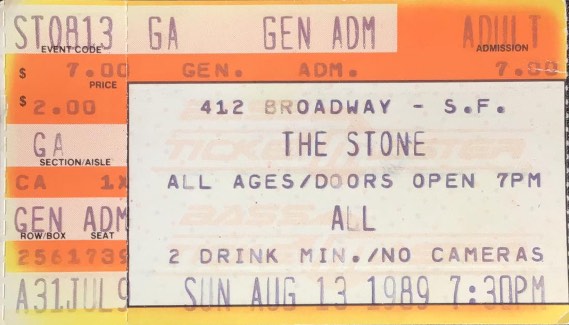 ST0813 GA GEN ADM ADULT
EVENT CODE ADMISSION
$ 7.00 GEN. ADM. 7.00
PRICE
$ 2.00
412 BROADWAY - S.F.
GA THE STONE
SECTION/AISLE
CA 1X ALL AGES/DOORS OPEN 7PM
GEN ADM ALL
ROW/BOX SEAT
2561739 2 DRINK MIN./NO CAMERAS
A31JUL9 SUN AUG 13 1989 7:30PM